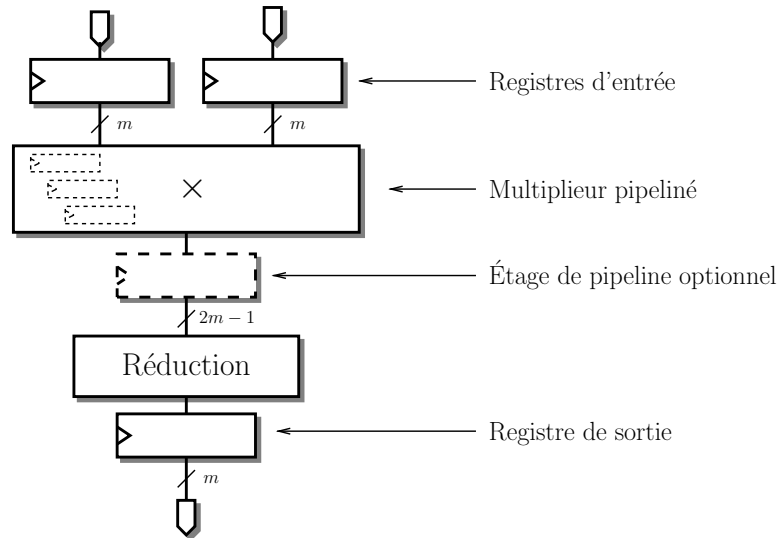 Registres d'entrée
m
m
×
Multiplieur pipeliné
Étage de pipeline optionnel
2m − 1
Réduction
Registre de sortie
m